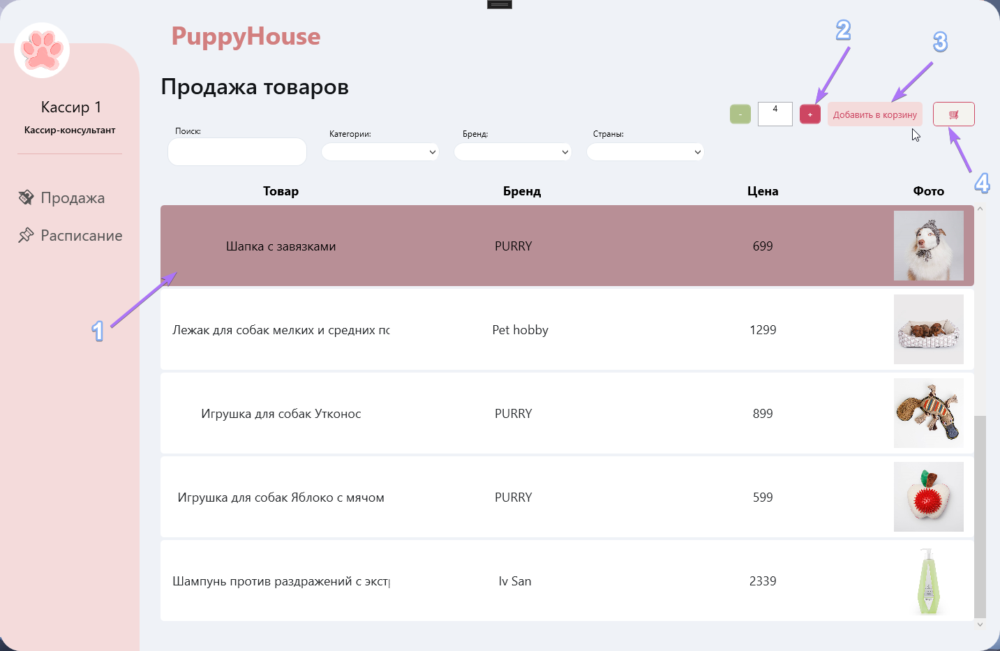 PuppyHouse
Продажа товаров
Кассир 1
Кассир-консультант
Продажа
Расписание
2
3
-
4
+
Добавить в корзину
4
Поиск:
Категории:
Бренд:
Страны:
Товар
Бренд
Цена
Фото
Шапка с завязками
PURRY
699
1
Лежак для собак мелких и средних по
Pet hobby
1299
Игрушка для собак Утконос
PURRY
899
Игрушка для собак Яблоко с мячом
PURRY
599
Шампунь против раздражений с экстр
Iv San
2339